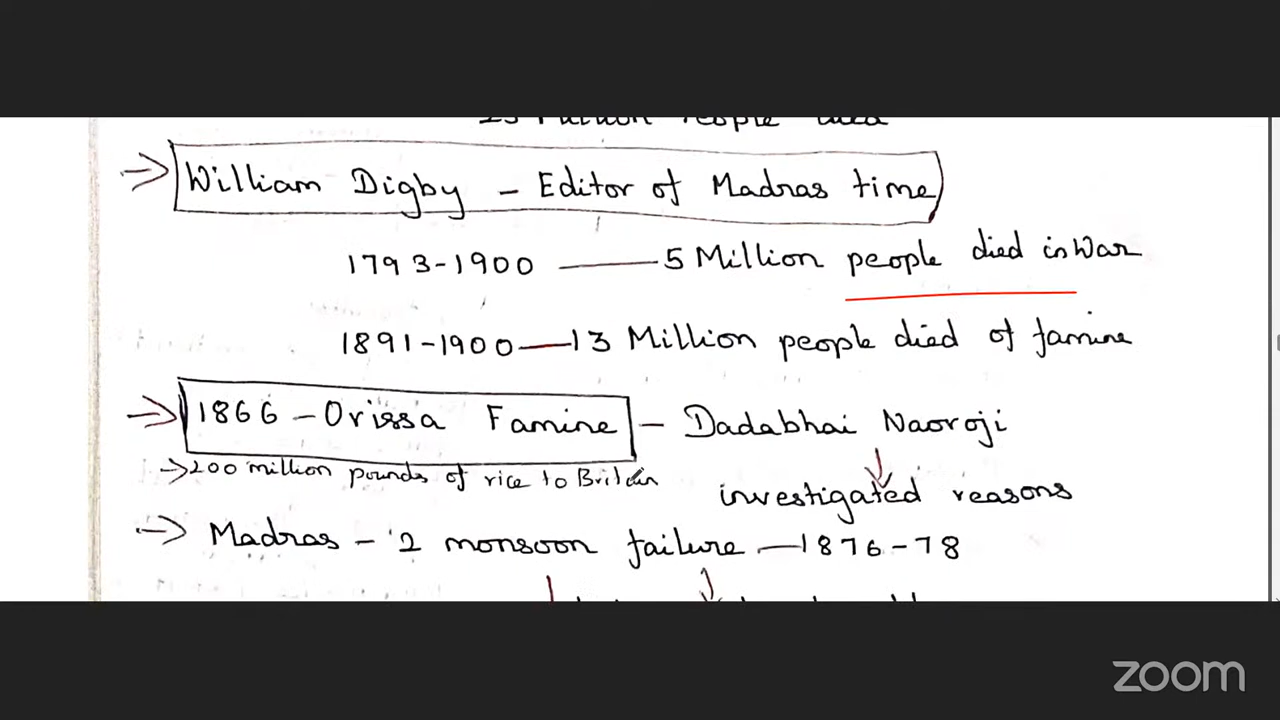 People
William Digby - Editor of Madras time
1793-1900 —— 5 Million people died in War
1891-1900 — 13 Million people died of famine
1866 - Orissa Famine - Dadabhai Naoroji
→ 200 million pounds of rice to Britain
investigated reasons
→ Madras - 2 monsoon failure — 1876-78
zoom